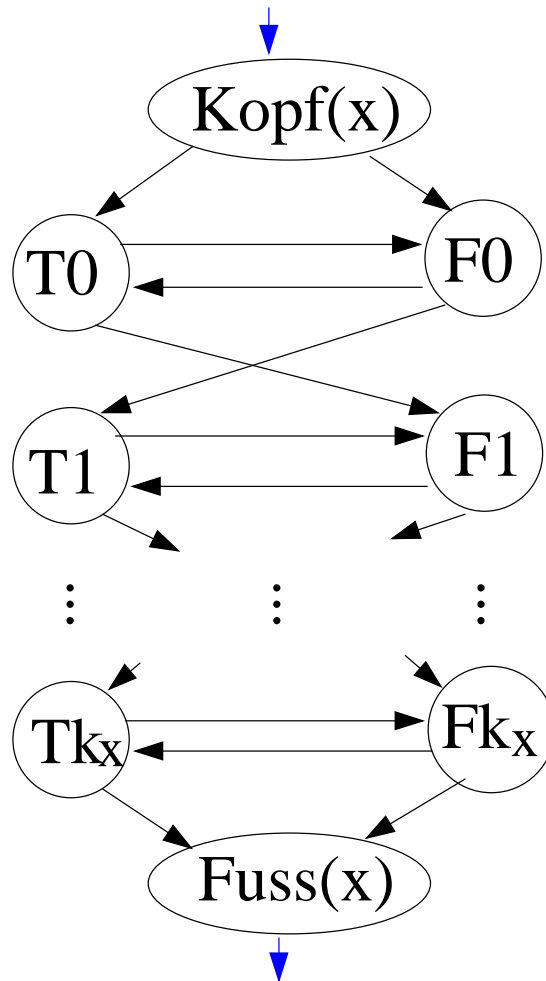 Kopf(x)
T0 F0
T1 F1
⋮ ⋮ ⋮
Tkx Fkx
Fuss(x)